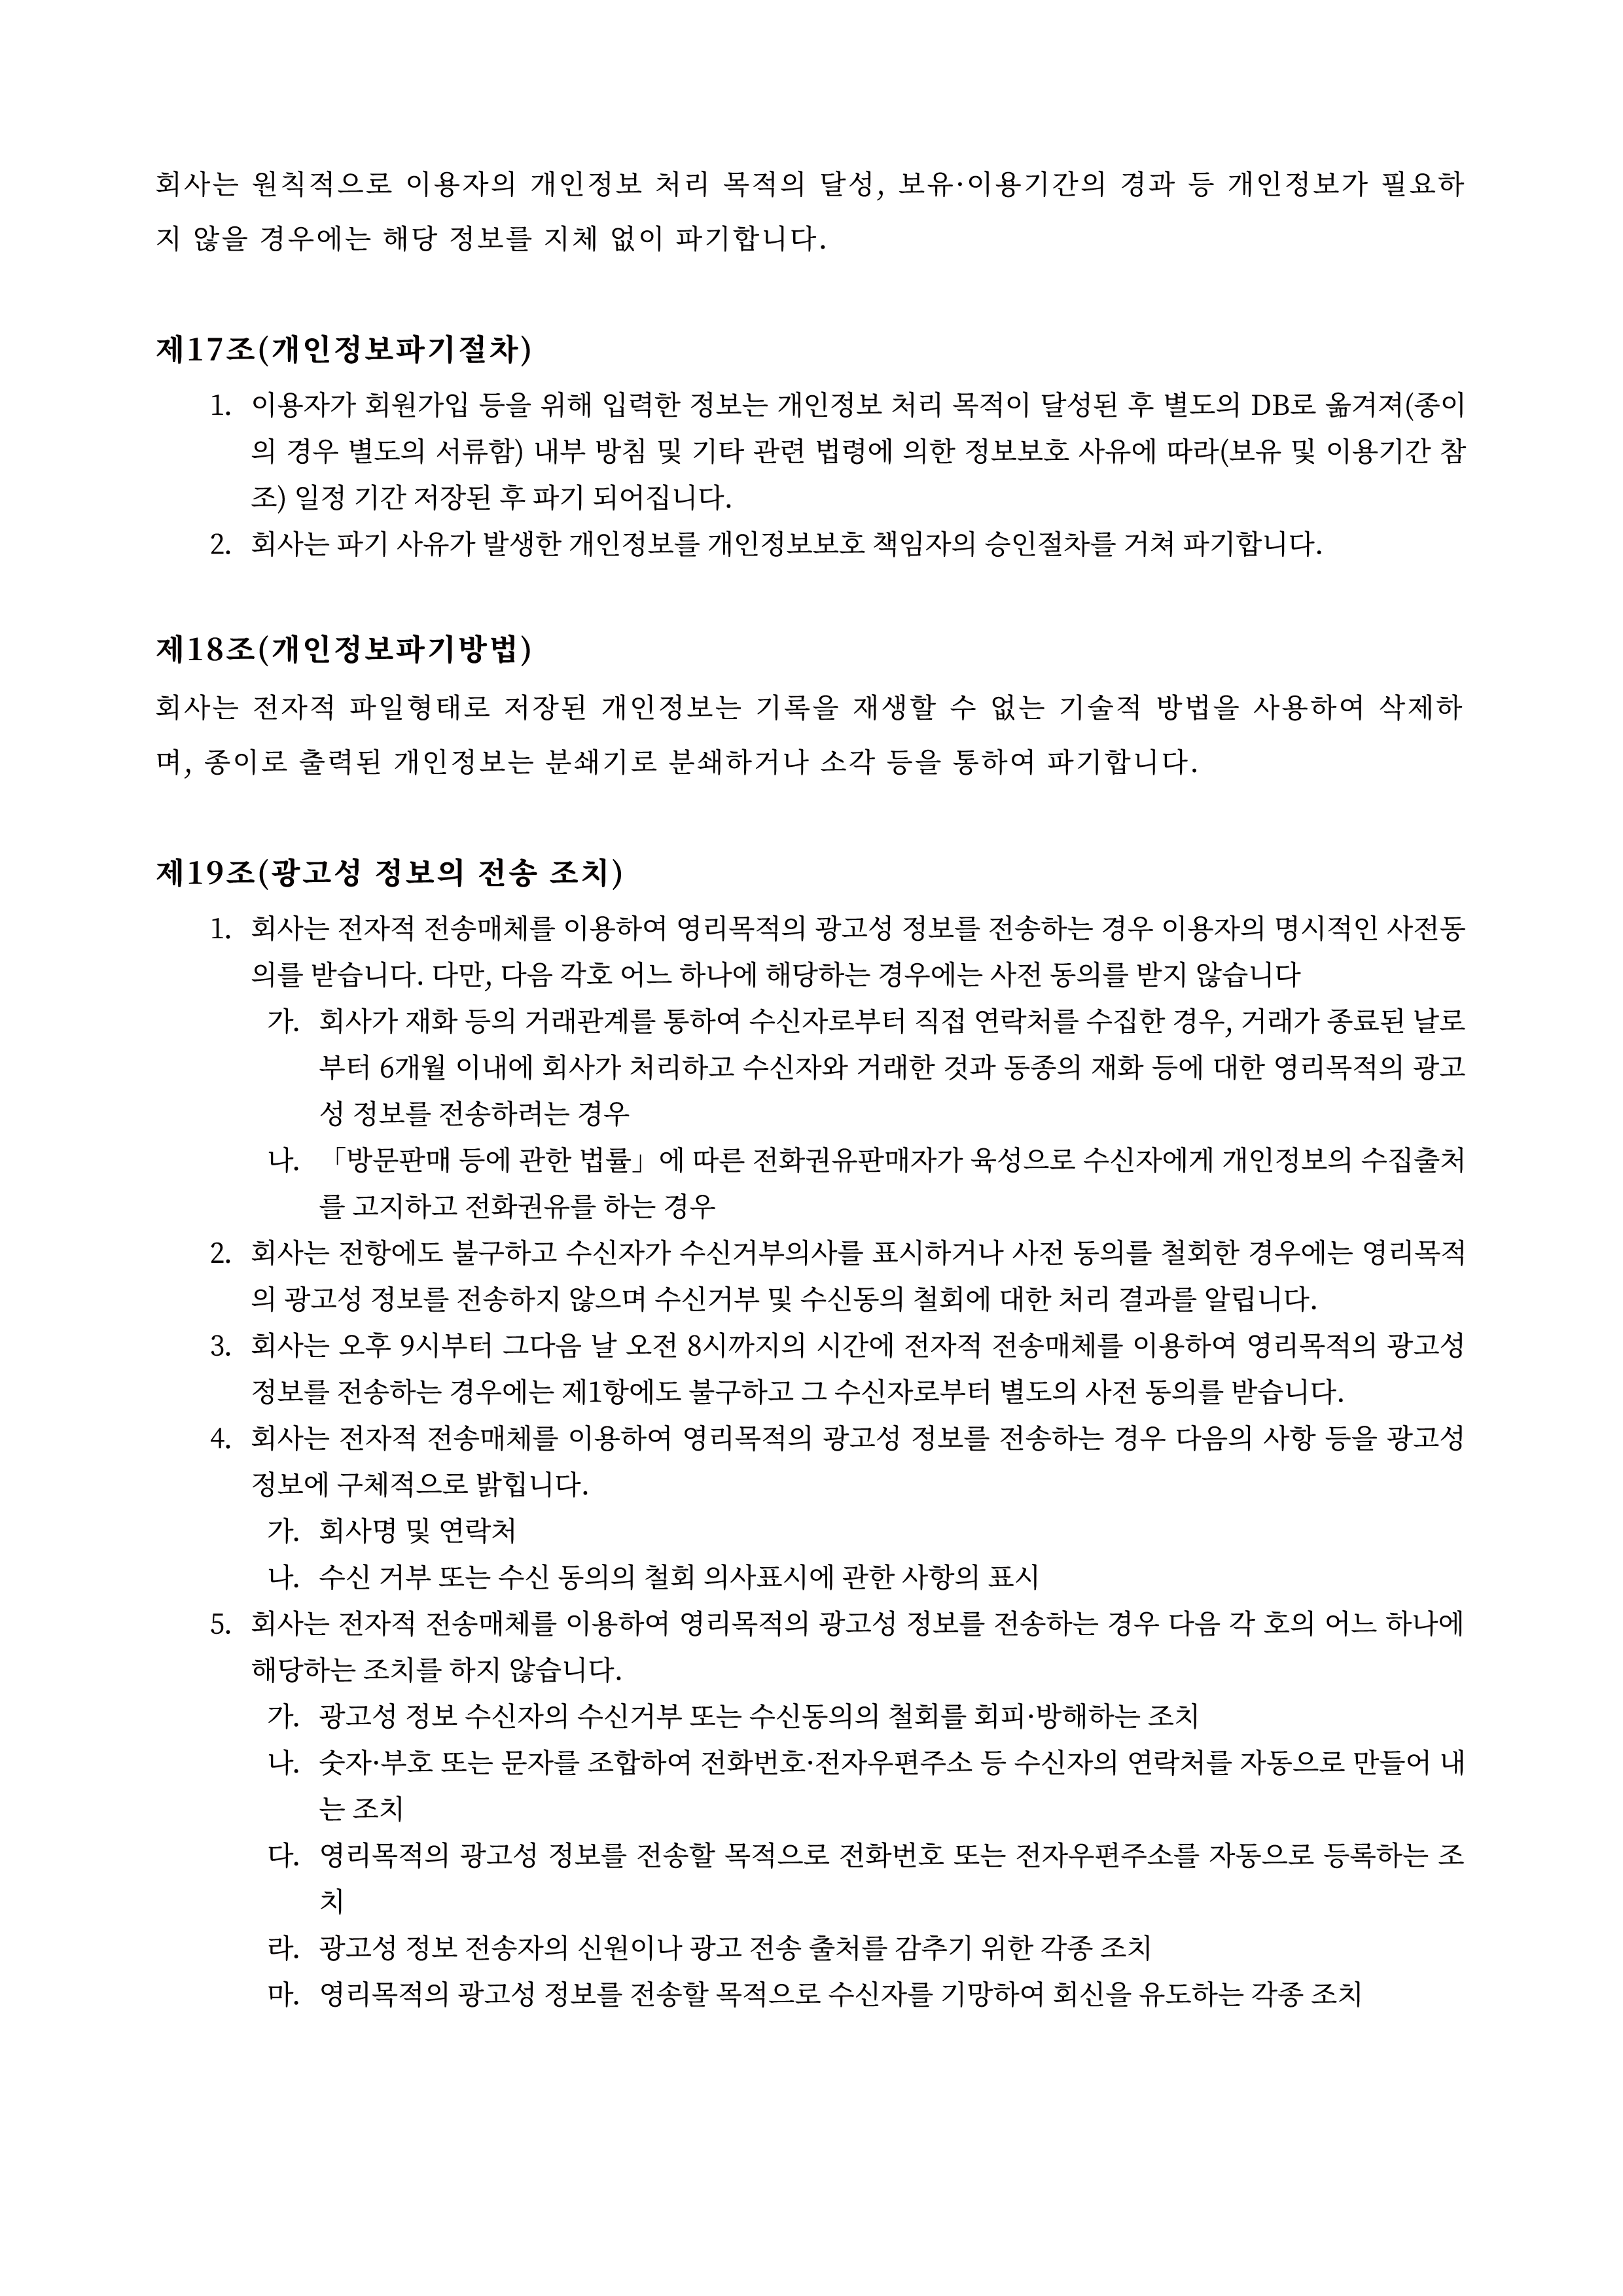 회사는 원칙적으로 이용자의 개인정보 처리 목적의 달성, 보유·이용기간의 경과 등 개인정보가 필요하
지 않을 경우에는 해당 정보를 지체 없이 파기합니다.
제17조(개인정보파기절차)
1. 이용자가 회원가입 등을 위해 입력한 정보는 개인정보 처리 목적이 달성된 후 별도의 DB로 옮겨져(종이
의 경우 별도의 서류함) 내부 방침 및 기타 관련 법령에 의한 정보보호 사유에 따라(보유 및 이용기간 참
조) 일정 기간 저장된 후 파기 되어집니다.
2. 회사는 파기 사유가 발생한 개인정보를 개인정보보호 책임자의 승인절차를 거쳐 파기합니다.
제18조(개인정보파기방법)
회사는 전자적 파일형태로 저장된 개인정보는 기록을 재생할 수 없는 기술적 방법을 사용하여 삭제하
며, 종이로 출력된 개인정보는 분쇄기로 분쇄하거나 소각 등을 통하여 파기합니다.
제19조(광고성 정보의 전송 조치)
1. 회사는 전자적 전송매체를 이용하여 영리목적의 광고성 정보를 전송하는 경우 이용자의 명시적인 사전동
의를 받습니다. 다만, 다음 각호 어느 하나에 해당하는 경우에는 사전 동의를 받지 않습니다
가. 회사가 재화 등의 거래관계를 통하여 수신자로부터 직접 연락처를 수집한 경우, 거래가 종료된 날로
부터 6개월 이내에 회사가 처리하고 수신자와 거래한 것과 동종의 재화 등에 대한 영리목적의 광고
성 정보를 전송하려는 경우
나. 「방문판매 등에 관한 법률」에 따른 전화권유판매자가 육성으로 수신자에게 개인정보의 수집출처
를 고지하고 전화권유를 하는 경우
2. 회사는 전항에도 불구하고 수신자가 수신거부의사를 표시하거나 사전 동의를 철회한 경우에는 영리목적
의 광고성 정보를 전송하지 않으며 수신거부 및 수신동의 철회에 대한 처리 결과를 알립니다.
3. 회사는 오후 9시부터 그다음 날 오전 8시까지의 시간에 전자적 전송매체를 이용하여 영리목적의 광고성
정보를 전송하는 경우에는 제1항에도 불구하고 그 수신자로부터 별도의 사전 동의를 받습니다.
4. 회사는 전자적 전송매체를 이용하여 영리목적의 광고성 정보를 전송하는 경우 다음의 사항 등을 광고성
정보에 구체적으로 밝힙니다.
가. 회사명 및 연락처
나. 수신 거부 또는 수신 동의의 철회 의사표시에 관한 사항의 표시
5. 회사는 전자적 전송매체를 이용하여 영리목적의 광고성 정보를 전송하는 경우 다음 각 호의 어느 하나에
해당하는 조치를 하지 않습니다.
가. 광고성 정보 수신자의 수신거부 또는 수신동의의 철회를 회피·방해하는 조치
나. 숫자·부호 또는 문자를 조합하여 전화번호·전자우편주소 등 수신자의 연락처를 자동으로 만들어 내
는 조치
다. 영리목적의 광고성 정보를 전송할 목적으로 전화번호 또는 전자우편주소를 자동으로 등록하는 조
치
라. 광고성 정보 전송자의 신원이나 광고 전송 출처를 감추기 위한 각종 조치
마. 영리목적의 광고성 정보를 전송할 목적으로 수신자를 기망하여 회신을 유도하는 각종 조치